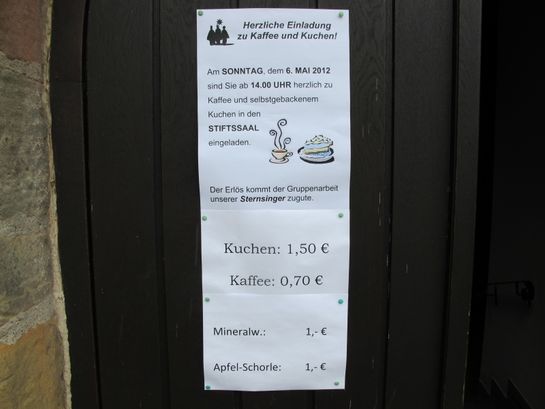 Herzliche Einladung
zu Kaffee und Kuchen!
Am SONNTAG, dem 6. MAI 2012
sind Sie ab 14.00 UHR herzlich zu
Kaffee und selbstgebackenem
Kuchen in den
STIFTSSAAL
eingeladen.
Der Erlös kommt der Gruppenarbeit
unserer Sternsinger zugute.
Kuchen: 1,50 €
Kaffee: 0,70 €
Mineralw.: 1,- €
Apfel-Schorle: 1,- €